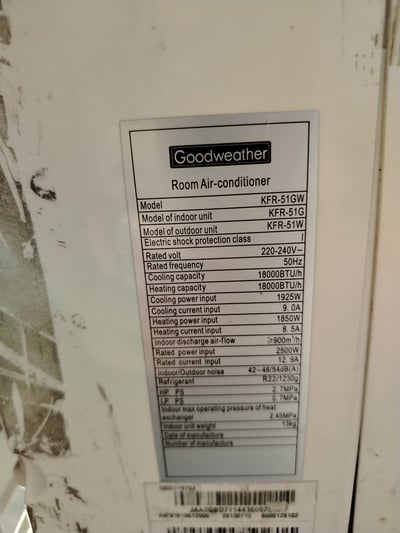 Goodweather
Room Air-conditioner
Model KFR-51GW
Model of indoor unit KFR-51G
Model of outdoor unit KFR-51W
Electric shock protection class I
Rated volt 220-240V~
Rated frequency 50Hz
Cooling capacity 18000BTU/h
Heating capacity 18000BTU/h
Cooling power input 1925W
Cooling current input 9.0A
Heating power input 1850W
Heating current input 8.5A
Indoor discharge air-flow ≥900m³/h
Rated power input 2500W
Rated current input 12.9A
Indoor/Outdoor noise 42-48/54dB(A)
Refrigerant R22/1230g
HP PS 2.7MPa
LP PS 0.7MPa
Indoor max operating pressure of heat
exchanger 2.45MPa
Indoor unit weight 13kg
Date of manufacture
Number of manufacture